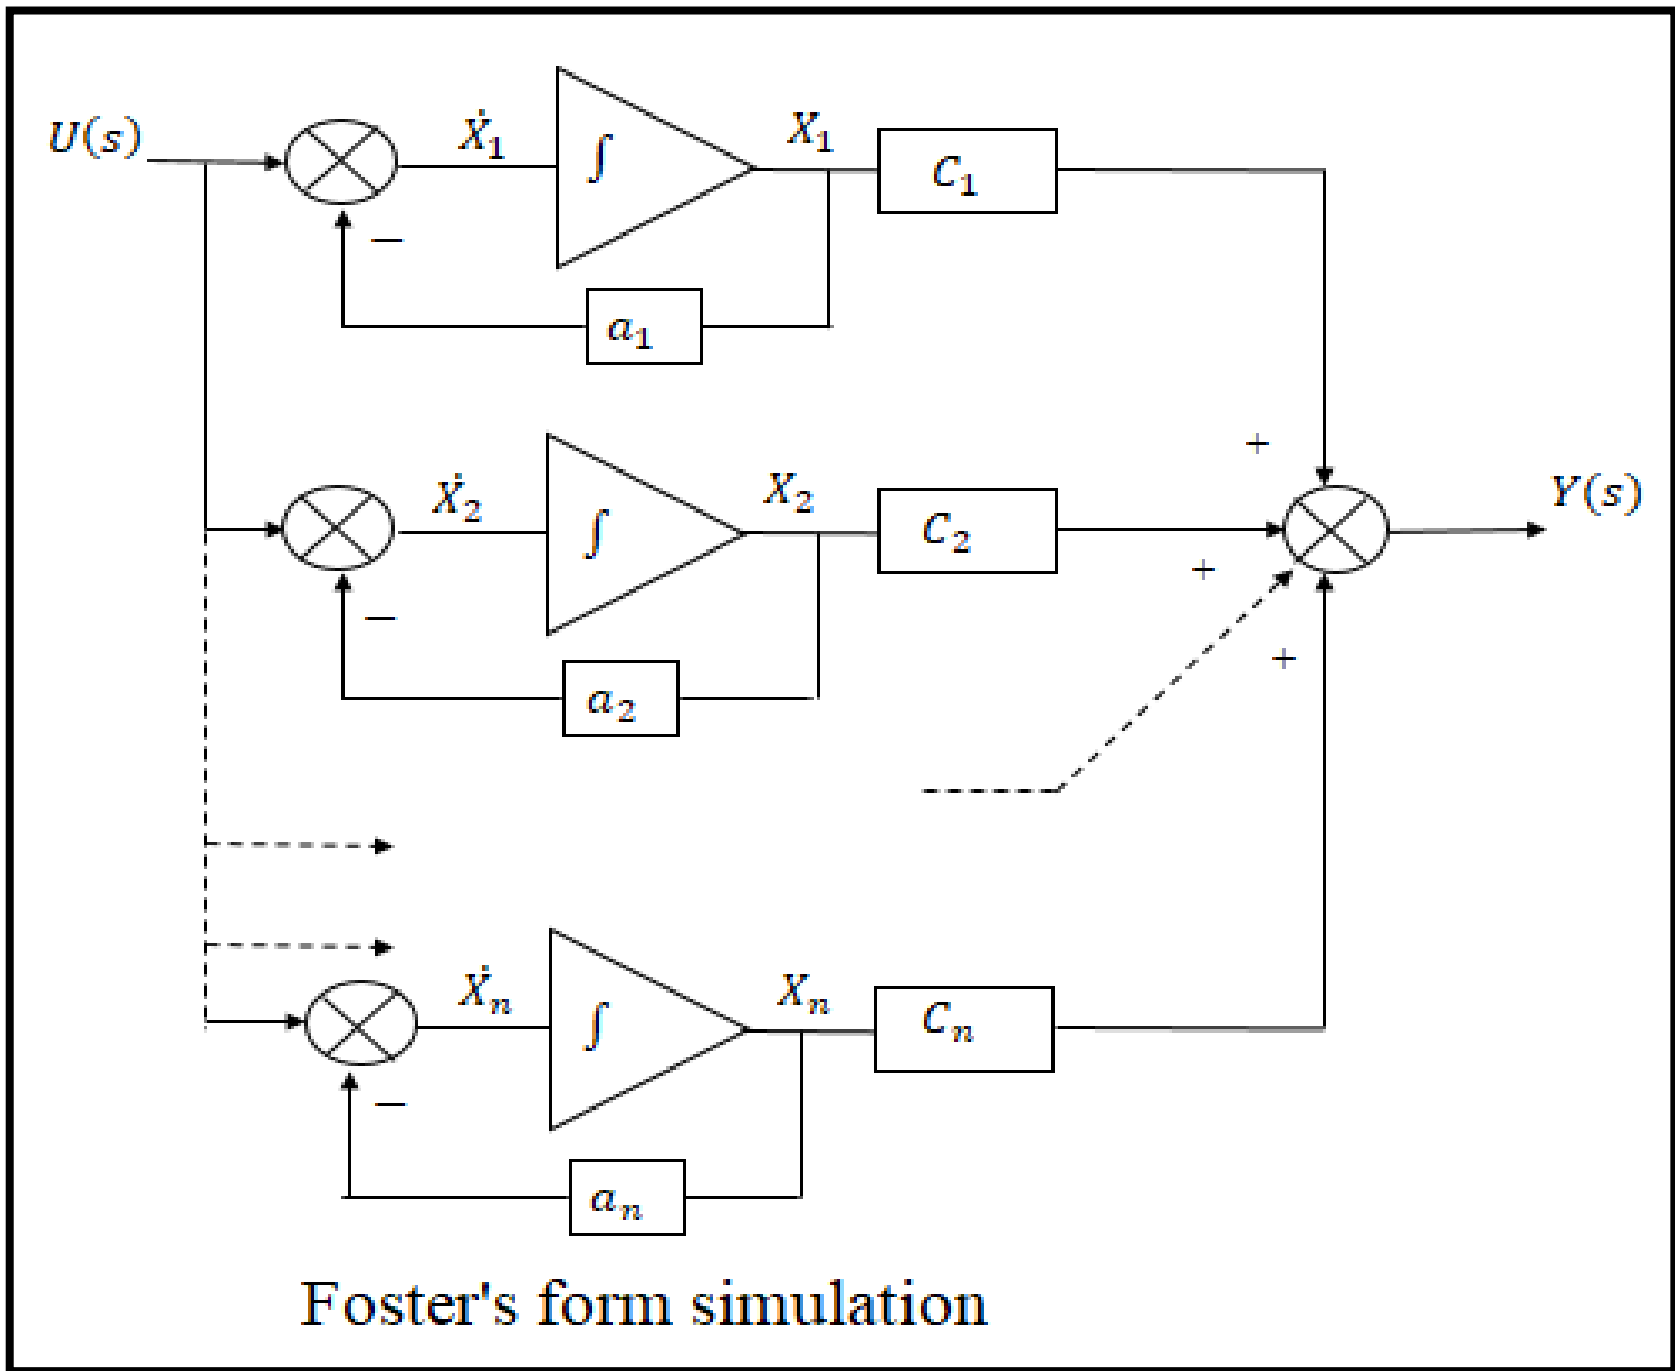 U(s) Ẋ₁ ∫ X₁ C₁
−
a₁
+
Ẋ₂ ∫ X₂ C₂ Y(s)
+
−
+
a₂
Ẋₙ ∫ Xₙ Cₙ
−
aₙ
Foster's form simulation